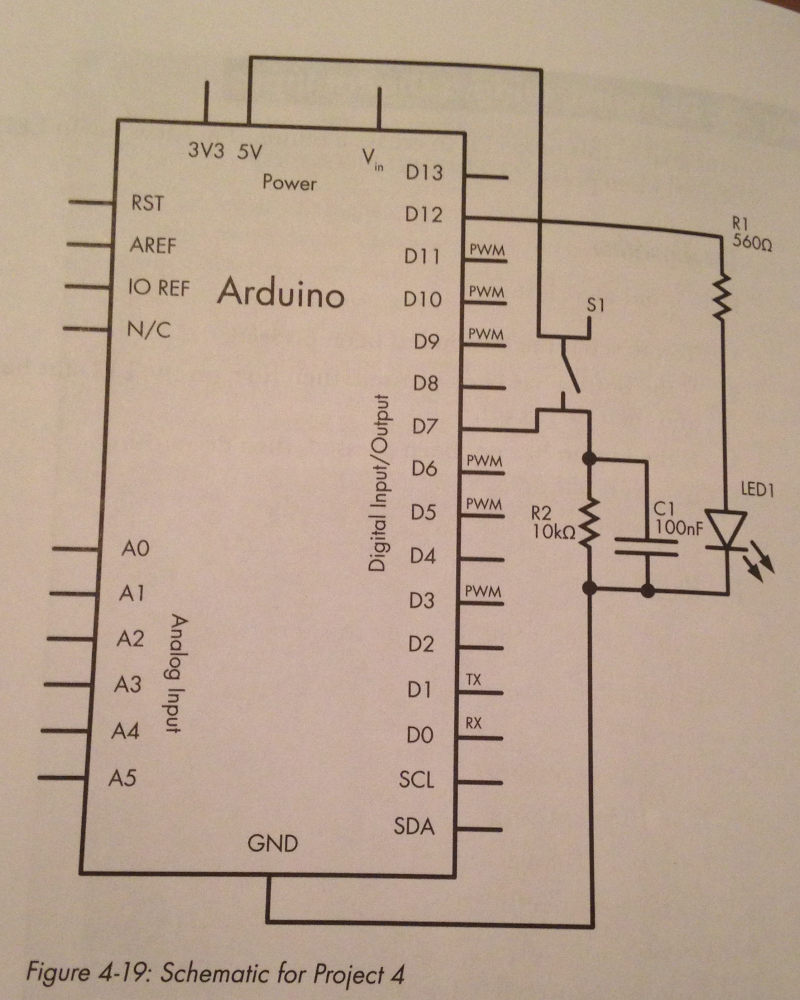 3V3 5V Vin
Power
RST
AREF
IO REF
N/C
Arduino
A0
A1
A2
A3
A4
A5
Analog Input
GND
Digital Input/Output
D13
D12
D11 PWM
D10 PWM
D9 PWM
D8
D7
D6 PWM
D5 PWM
D4
D3 PWM
D2
D1 TX
D0 RX
SCL
SDA
S1
R1
560Ω
R2
10kΩ
C1
100nF
LED1
Figure 4-19: Schematic for Project 4